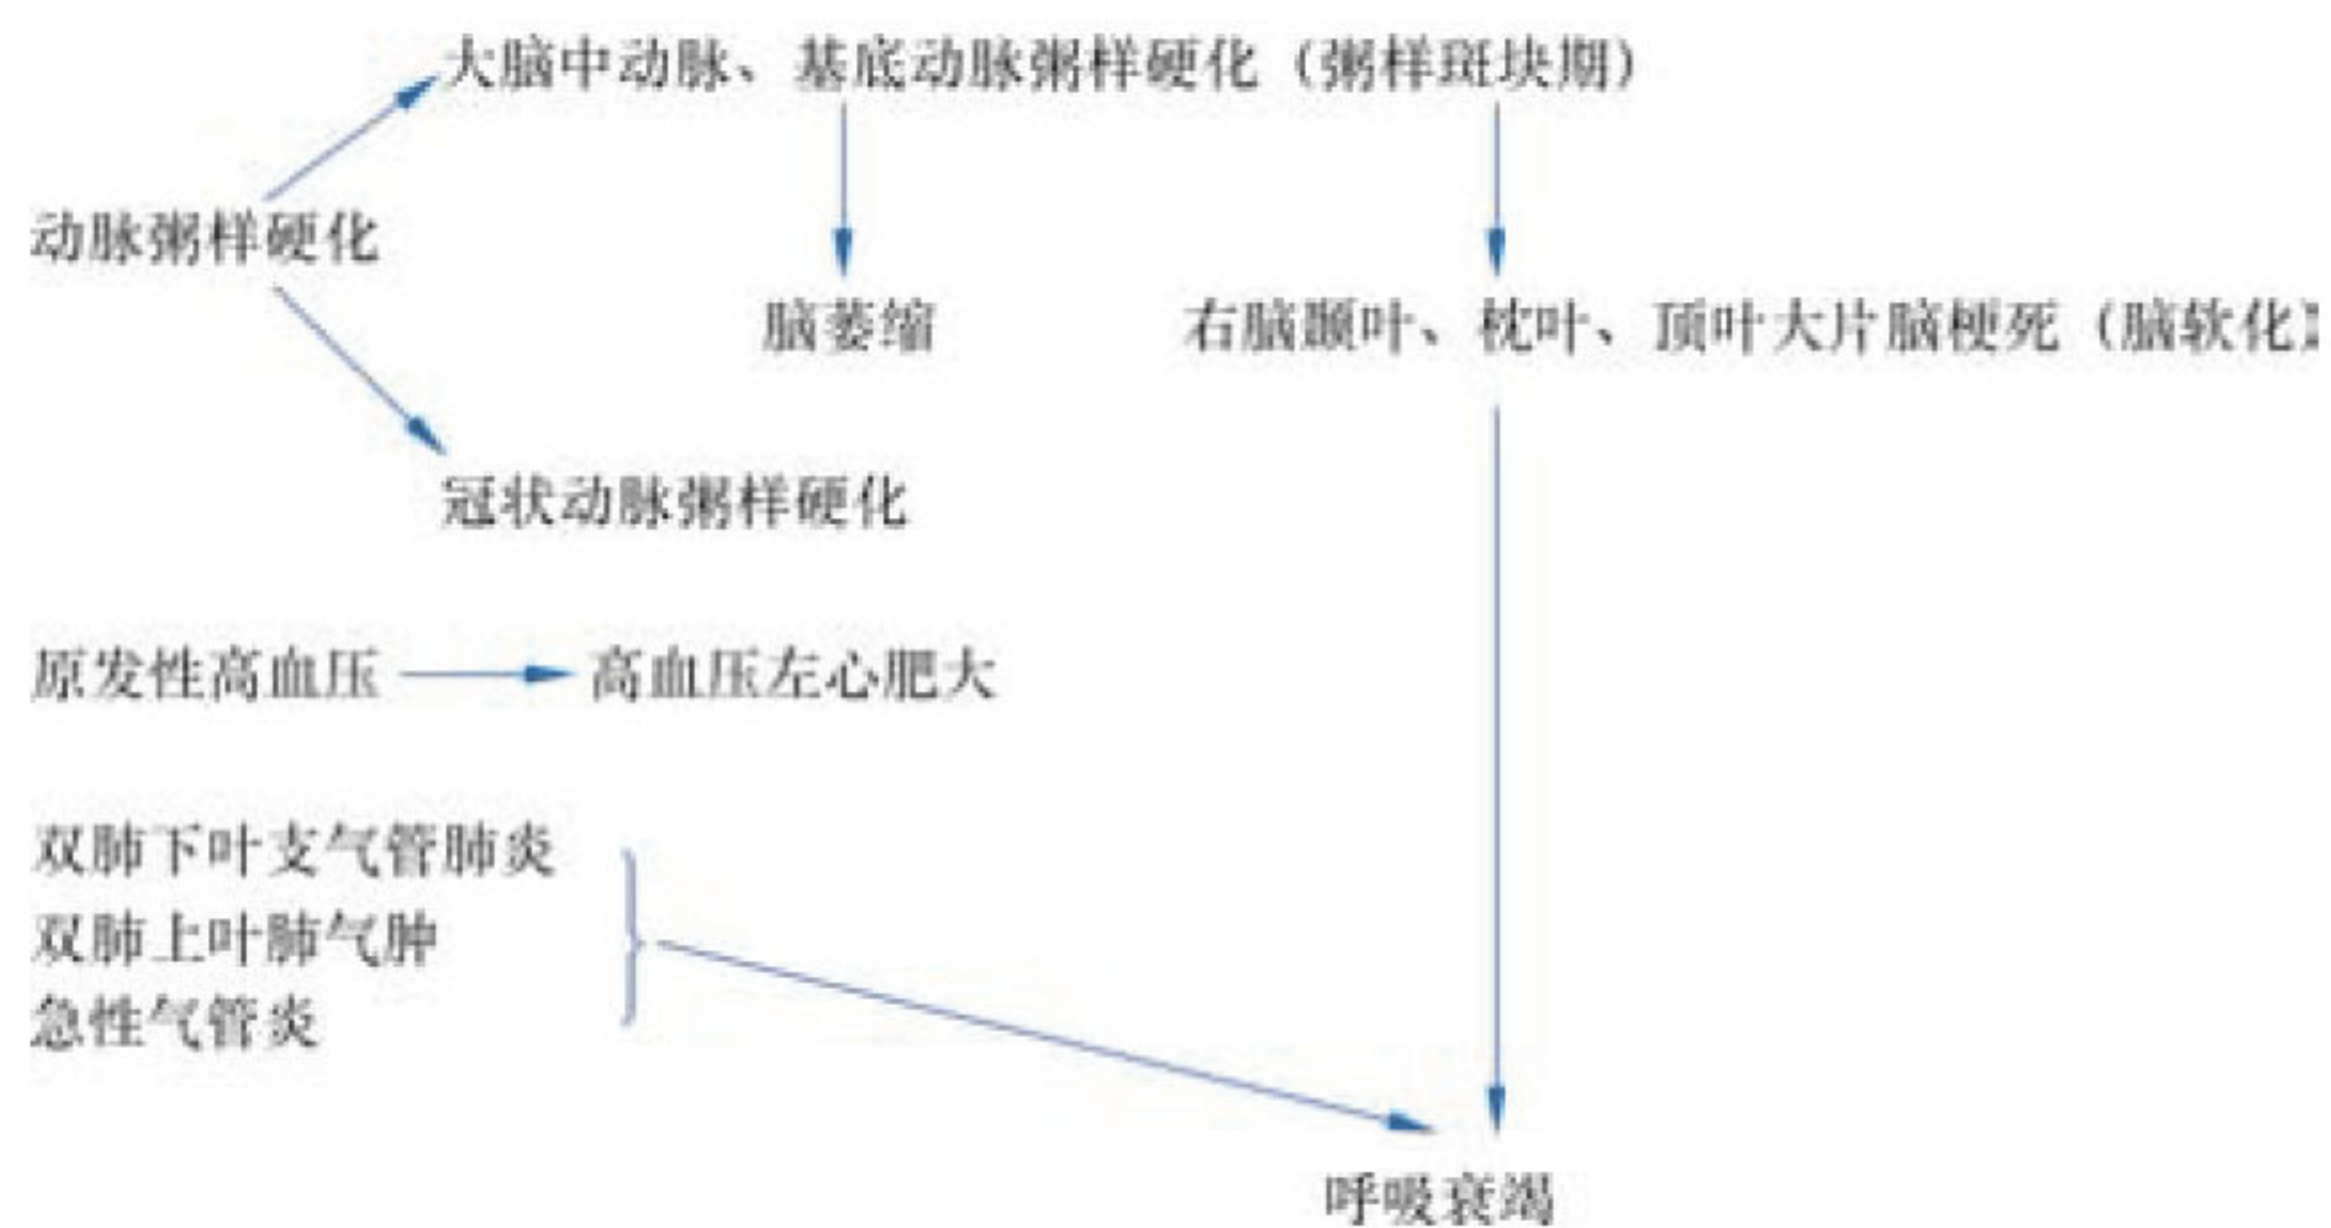 大脑中动脉、基底动脉粥样硬化（粥样斑块期）
动脉粥样硬化
脑萎缩
右脑颞叶、枕叶、顶叶大片脑梗死（脑软化）
冠状动脉粥样硬化
原发性高血压
高血压左心肥大
双肺下叶支气管肺炎
双肺上叶肺气肿
急性气管炎
呼吸衰竭